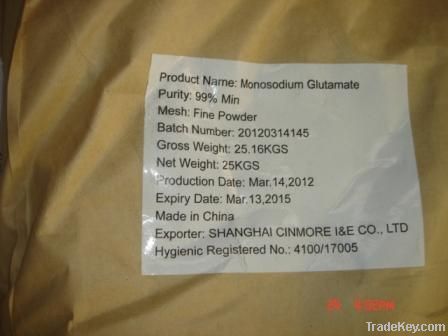 Product Name: Monosodium Glutamate
Purity: 99% Min
Mesh: Fine Powder
Batch Number: 20120314145
Gross Weight: 25.16KGS
Net Weight: 25KGS
Production Date: Mar.14,2012
Expiry Date: Mar.13,2015
Made in China
Exporter: SHANGHAI CINMORE I&E CO., LTD
Hygienic Registered No.: 4100/17005
TradeKey.com